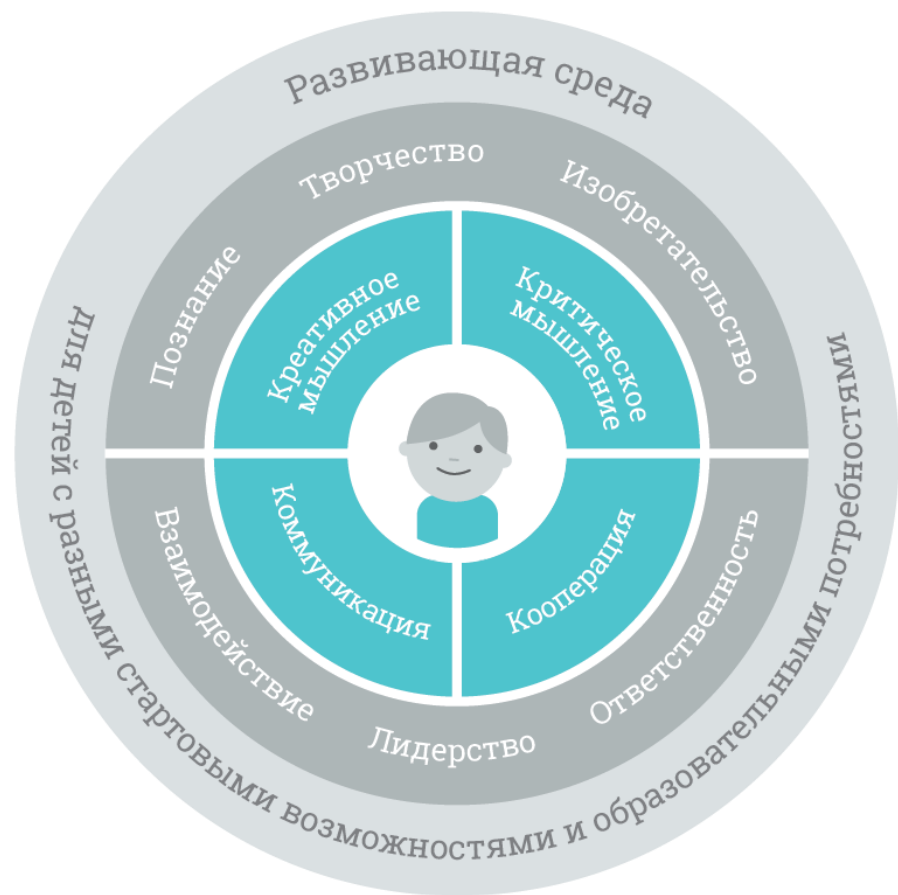 Развивающая среда
для детей с разными стартовыми возможностями и образовательными потребностями
Познание
Творчество
Изобретательство
Взаимодействие
Лидерство
Ответственность
Креативное
мышление
Критическое
мышление
Коммуникация
Кооперация